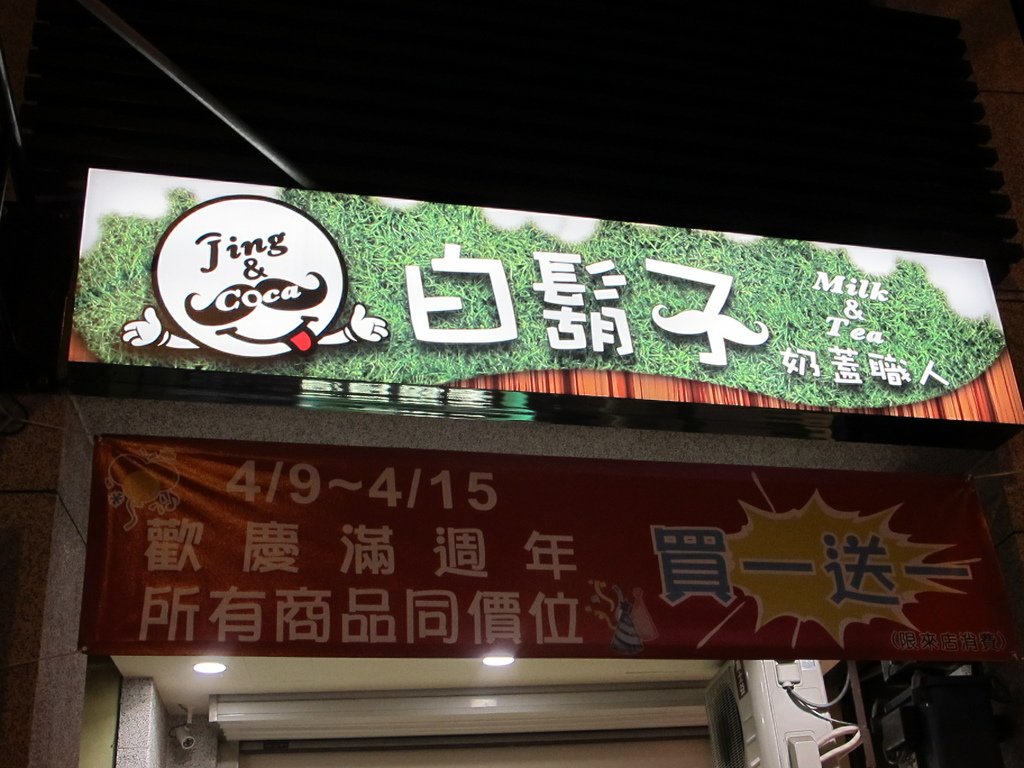 Jing
&
Coca
白鬍子
Milk
&
Tea
奶蓋職人
4/9~4/15
歡慶滿週年
所有商品同價位
買一送一
(限來店消費)